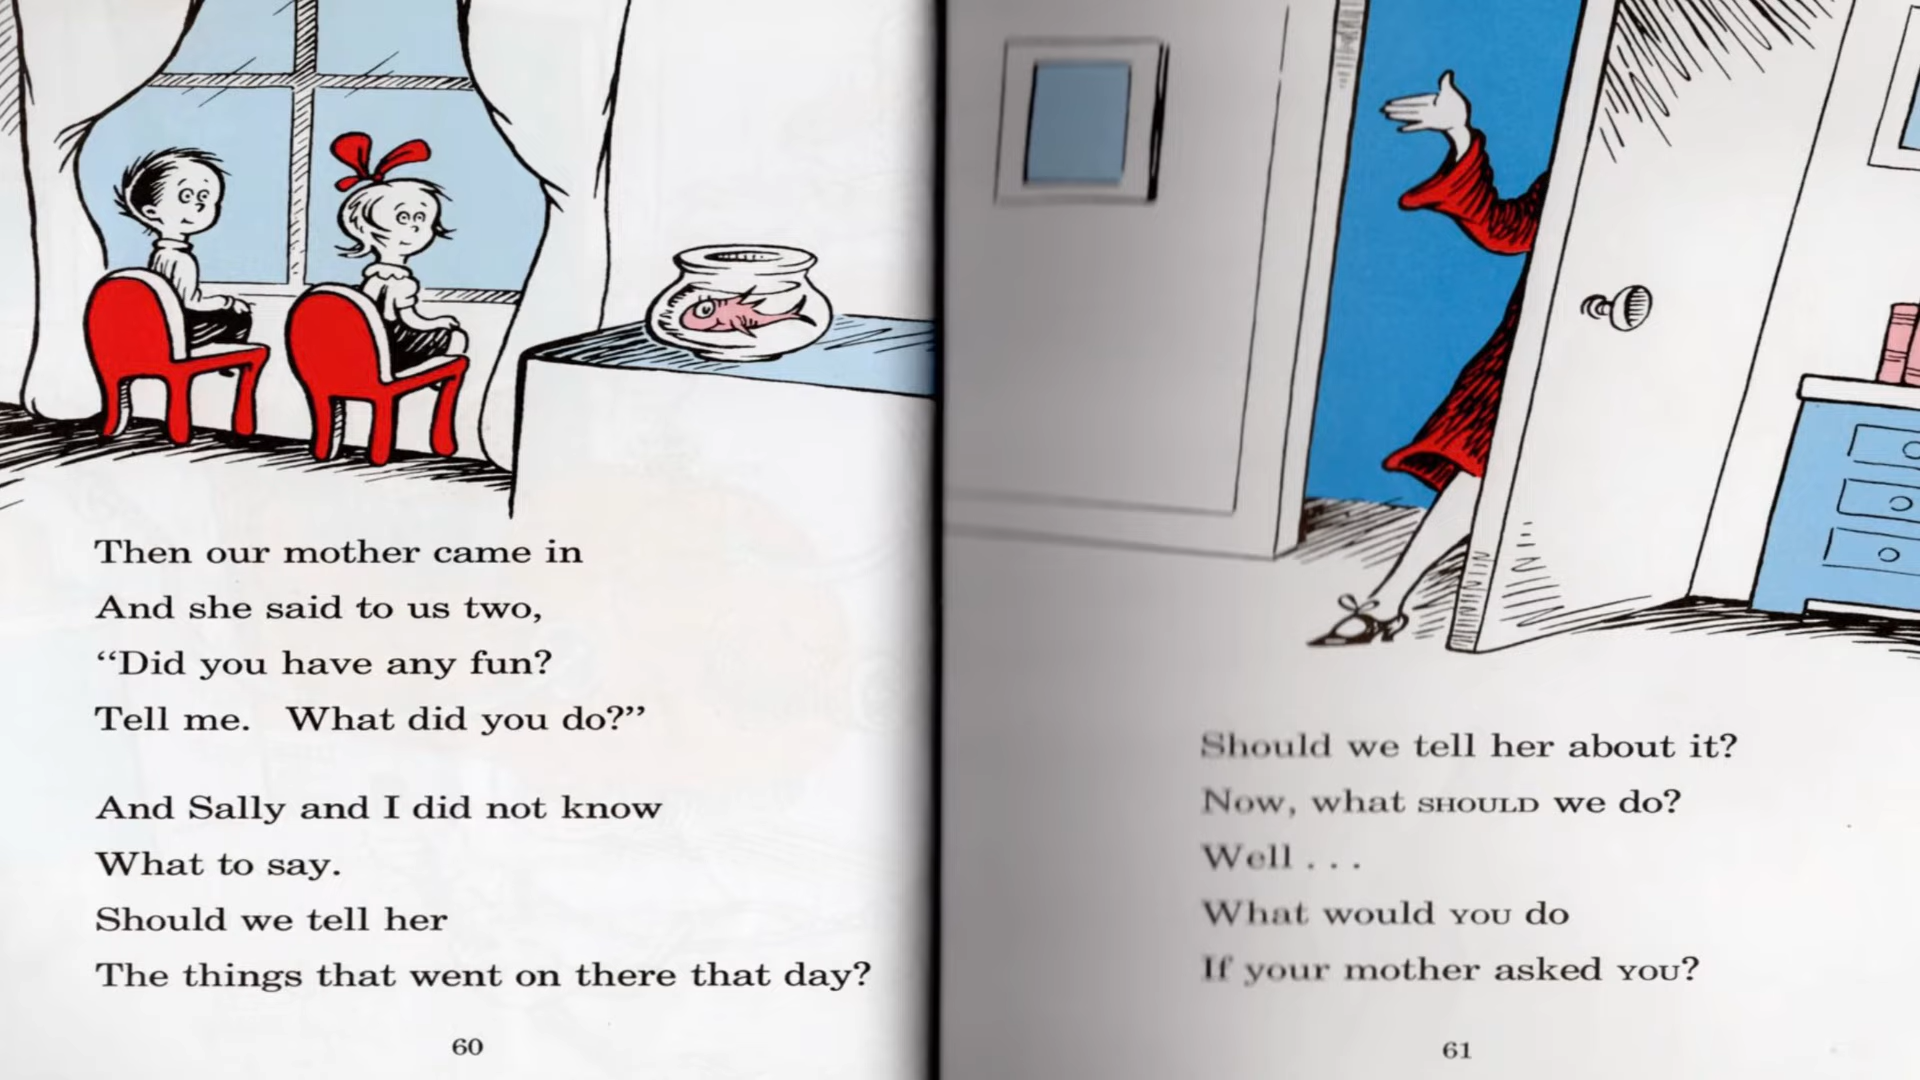 Then our mother came in
And she said to us two,
“Did you have any fun?
Tell me. What did you do?”
And Sally and I did not know
What to say.
Should we tell her
The things that went on there that day?
60
Should we tell her about it?
Now, what SHOULD we do?
Well . . .
What would YOU do
If your mother asked YOU?
61